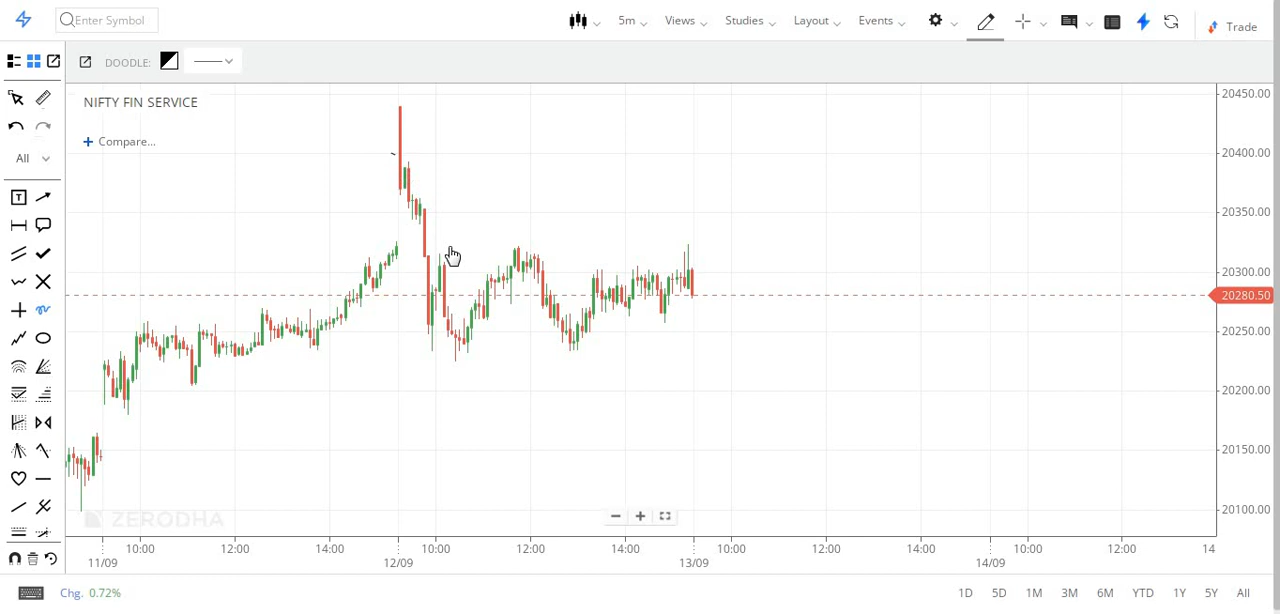 Enter Symbol
5m
Views
Studies
Layout
Events
Trade
DOODLE:
NIFTY FIN SERVICE
+ Compare...
All
T
20450.00
20400.00
20350.00
20300.00
20280.50
20250.00
20200.00
20150.00
20100.00
ZERODHA
10:00 12:00 14:00 10:00 12:00 14:00 10:00 12:00 14:00 10:00 12:00 14
11/09 12/09 13/09 14/09
Chg. 0.72%
1D 5D 1M 3M 6M YTD 1Y 5Y All